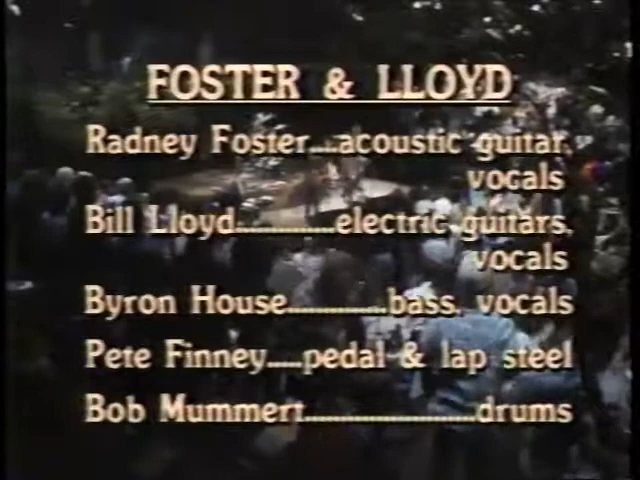 FOSTER & LLOYD
Radney Foster....acoustic guitar,
vocals
Bill Lloyd..............electric guitars,
vocals
Byron House.............bass, vocals
Pete Finney.....pedal & lap steel
Bob Mummert.......................drums